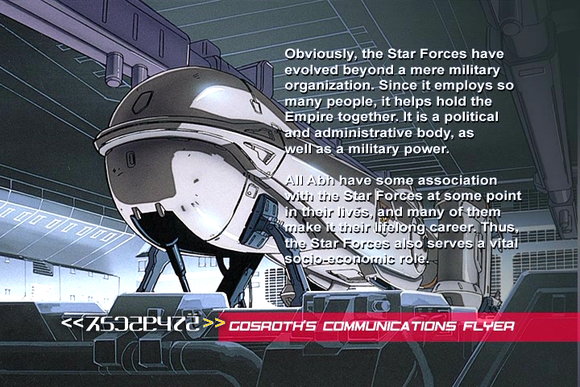 Obviously, the Star Forces have
evolved beyond a mere military
organization. Since it employs so
many people, it helps hold the
Empire together. It is a political
and administrative body, as
well as a military power.
All Abh have some association
with the Star Forces at some point
in their lives, and many of them
make it their lifelong career. Thus,
the Star Forces also serves a vital
socio-economic role.
GOSROTH'S COMMUNICATIONS FLYER